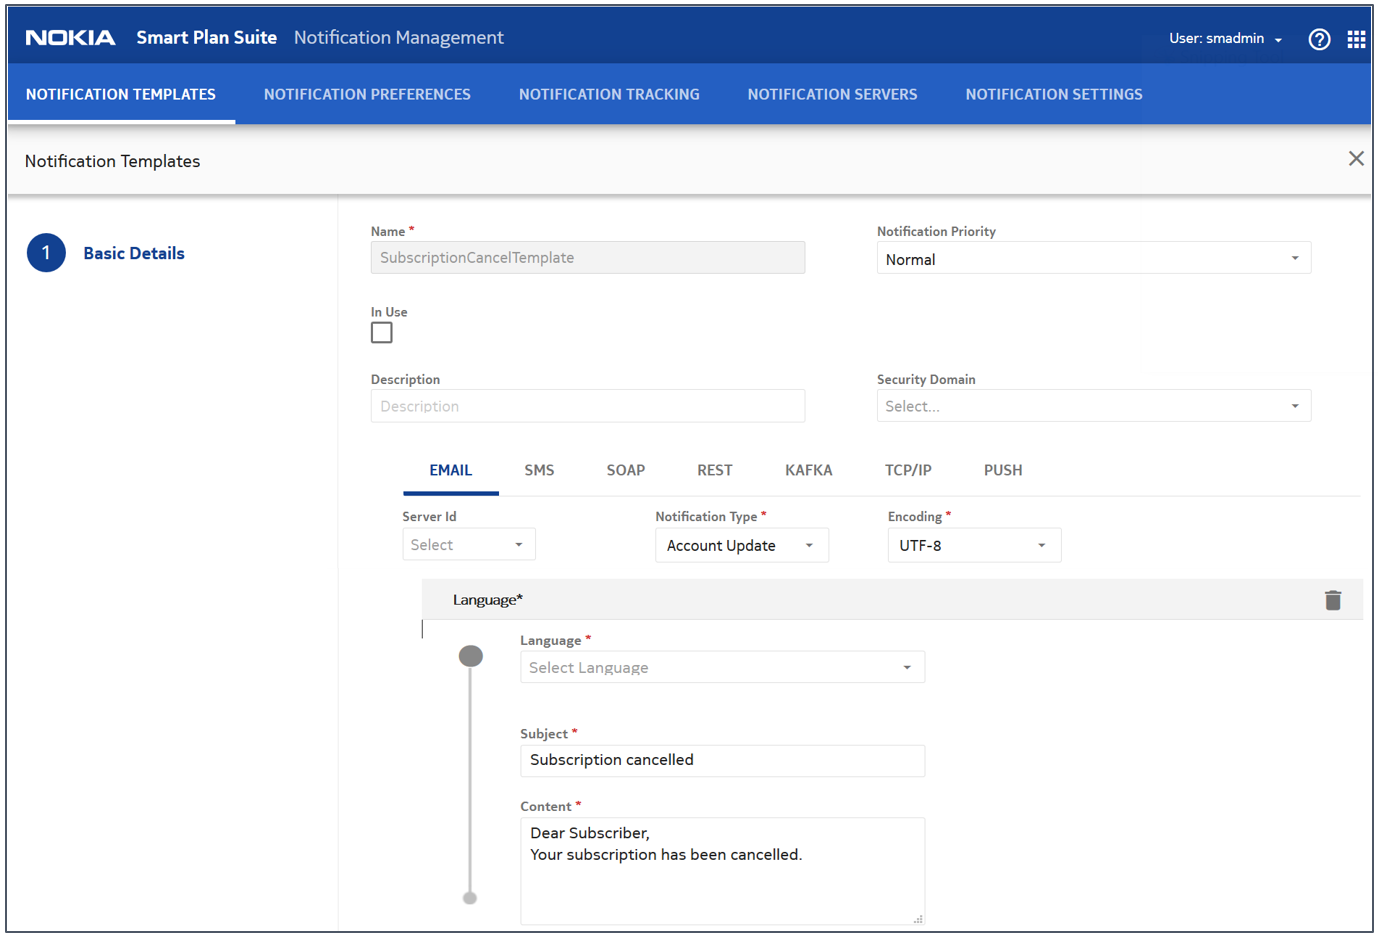 NOKIA Smart Plan Suite Notification Management User: smadmin
NOTIFICATION TEMPLATES NOTIFICATION PREFERENCES NOTIFICATION TRACKING NOTIFICATION SERVERS NOTIFICATION SETTINGS
Notification Templates
1 Basic Details
Name * Notification Priority
SubscriptionCancelTemplate Normal
In Use
Description Security Domain
Description Select...
EMAIL SMS SOAP REST KAFKA TCP/IP PUSH
Server Id Notification Type * Encoding *
Select Account Update UTF-8
Language*
Language *
Select Language
Subject *
Subscription cancelled
Content *
Dear Subscriber,
Your subscription has been cancelled.